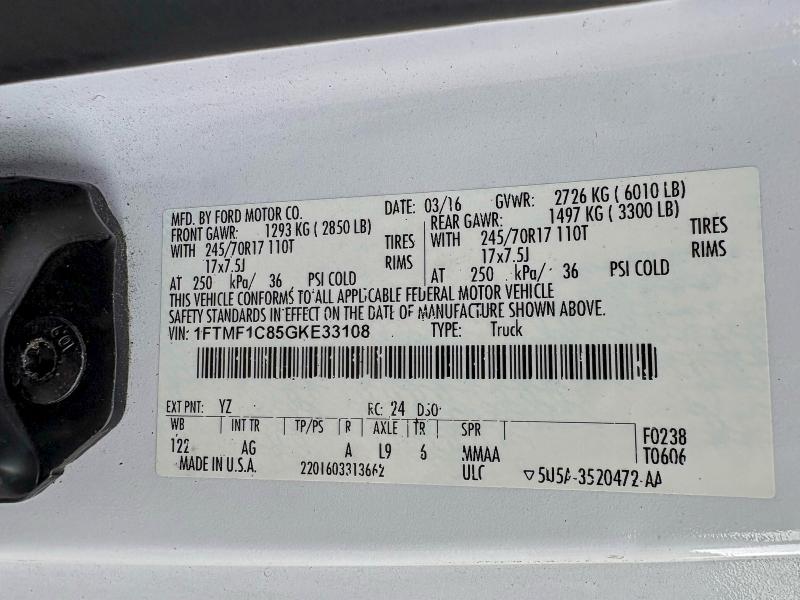 MFD. BY FORD MOTOR CO. DATE: 03/16 GVWR: 2726 KG ( 6010 LB)
FRONT GAWR: 1293 KG ( 2850 LB) REAR GAWR: 1497 KG ( 3300 LB)
WITH 245/70R17 110T TIRES WITH 245/70R17 110T TIRES
17x7.5J RIMS 17x7.5J RIMS
AT 250 kPa/ 36 PSI COLD AT 250 kPa/ 36 PSI COLD
THIS VEHICLE CONFORMS TO ALL APPLICABLE FEDERAL MOTOR VEHICLE
SAFETY STANDARDS IN EFFECT ON THE DATE OF MANUFACTURE SHOWN ABOVE.
VIN: 1FTMF1C85GKE33108 TYPE: Truck
EXT PNT: YZ RC: 24 DSO:
WB INT TR TP/PS R AXLE TR SPR F0238
122 AG A L9 6 MMAA T0606
MADE IN U.S.A. 2201603313662 ULC ▽5U5A-3520472-AA